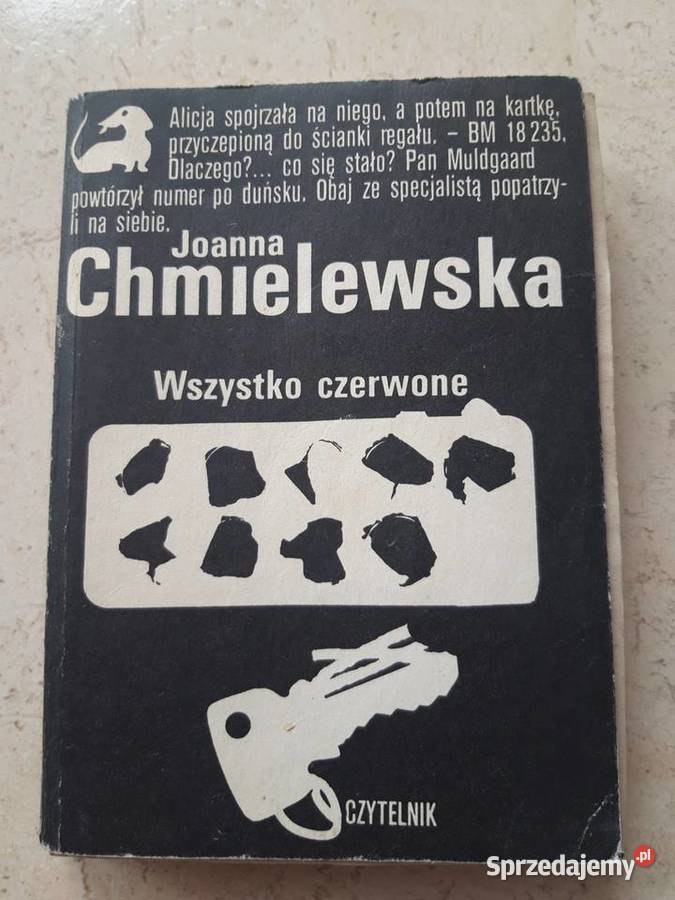 Alicja spojrzała na niego, a potem na kartkę,
przyczepioną do ścianki regału. – BM 18 235.
Dlaczego?... co się stało? Pan Muldgaard
powtórzył numer po duńsku. Obaj ze specjalistą popatrzy-
li na siebie.
Joanna
Chmielewska
Wszystko czerwone
CZYTELNIK
Sprzedajemy.pl